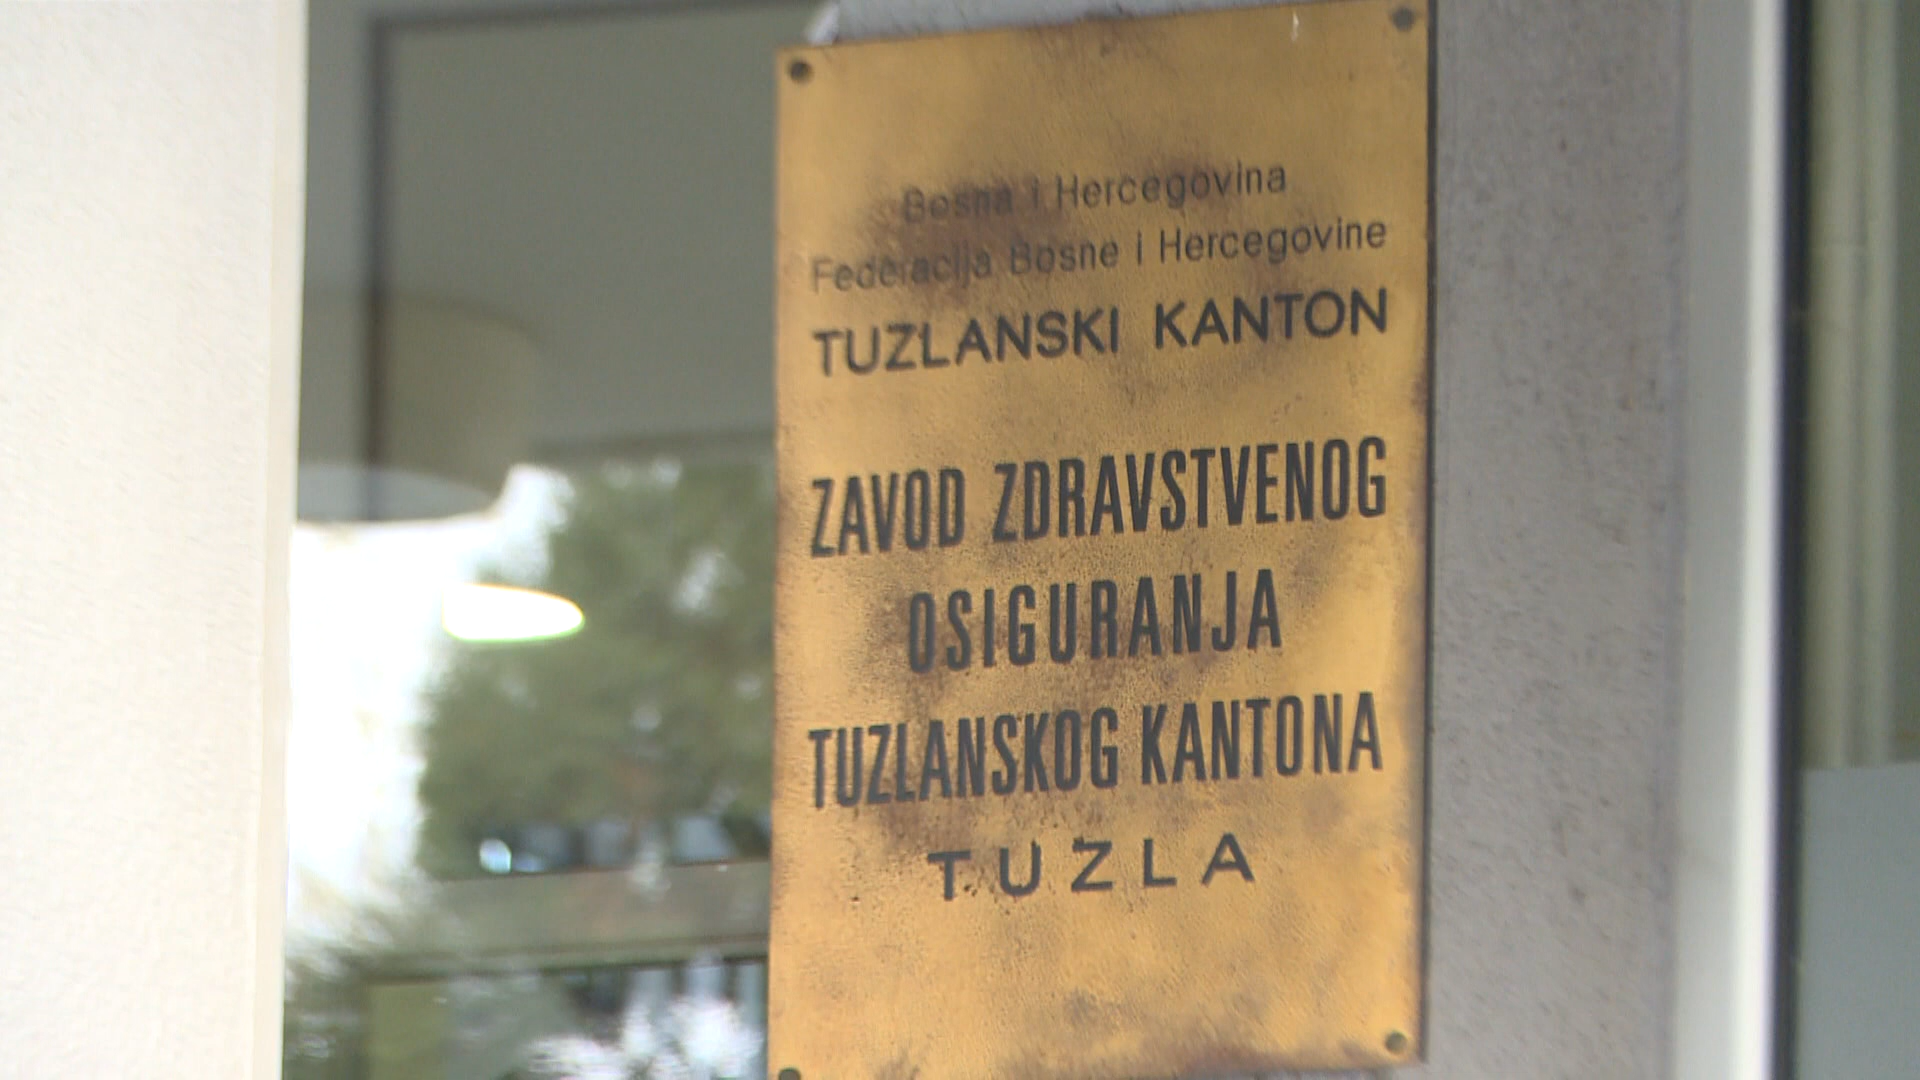 Bosna i Hercegovina
Federacija Bosne i Hercegovine
TUZLANSKI KANTON
ZAVOD ZDRAVSTVENOG
OSIGURANJA
TUZLANSKOG KANTONA
TUZLA